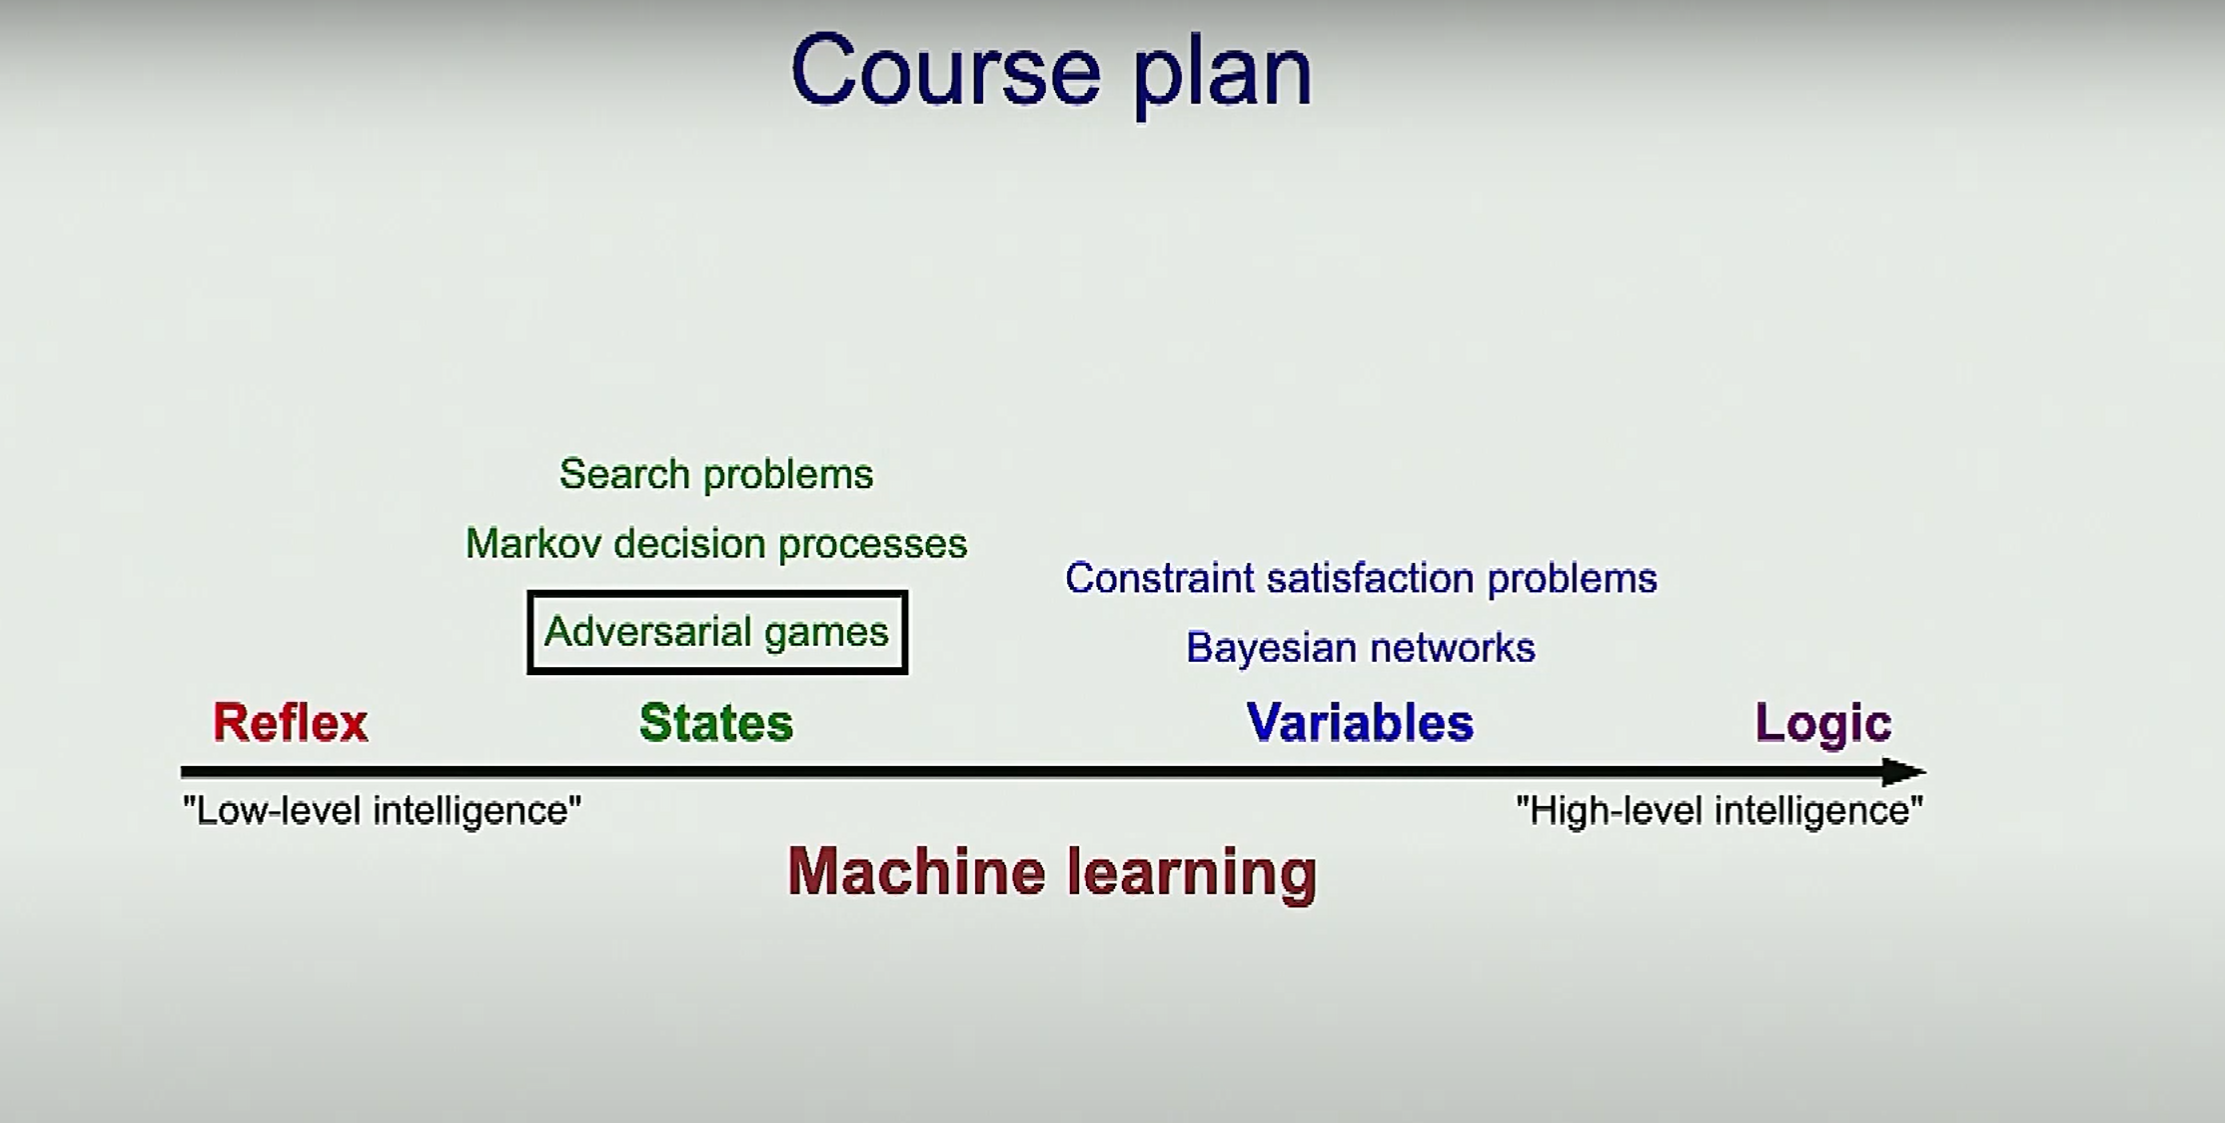 Course plan
Search problems
Markov decision processes
Adversarial games
Constraint satisfaction problems
Bayesian networks
Reflex
States
Variables
Logic
"Low-level intelligence"
"High-level intelligence"
Machine learning